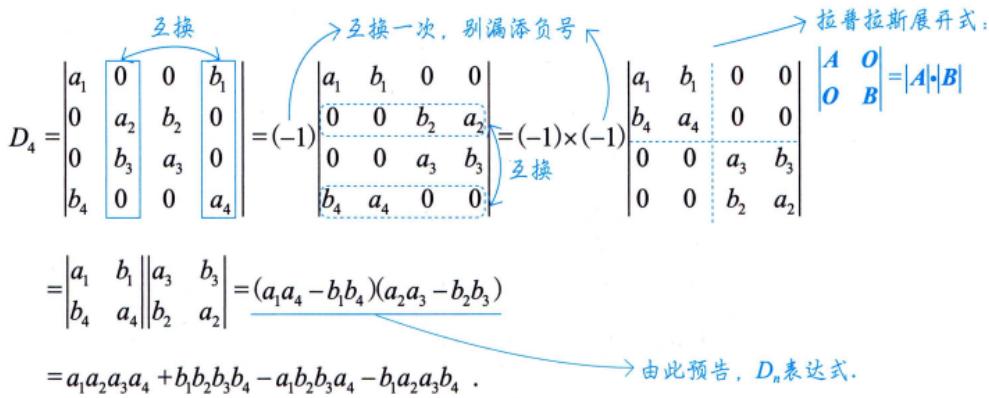 互换
互换一次，别漏添负号
拉普拉斯展开式：
D₄ = |a₁ 0 0 b₁; 0 a₂ b₂ 0; 0 b₃ a₃ 0; b₄ 0 0 a₄| = (−1)|a₁ b₁ 0 0; 0 0 b₂ a₂; 0 0 a₃ b₃; b₄ a₄ 0 0| = (−1)×(−1)|a₁ b₁ 0 0; b₄ a₄ 0 0; 0 0 a₃ b₃; 0 0 b₂ a₂|
|A O; O B| = |A|·|B|
互换
= |a₁ b₁; b₄ a₄||a₃ b₃; b₂ a₂| = (a₁a₄ − b₁b₄)(a₂a₃ − b₂b₃)
由此预告，Dₙ表达式.
= a₁a₂a₃a₄ + b₁b₂b₃b₄ − a₁b₂b₃a₄ − b₁a₂a₃b₄ .